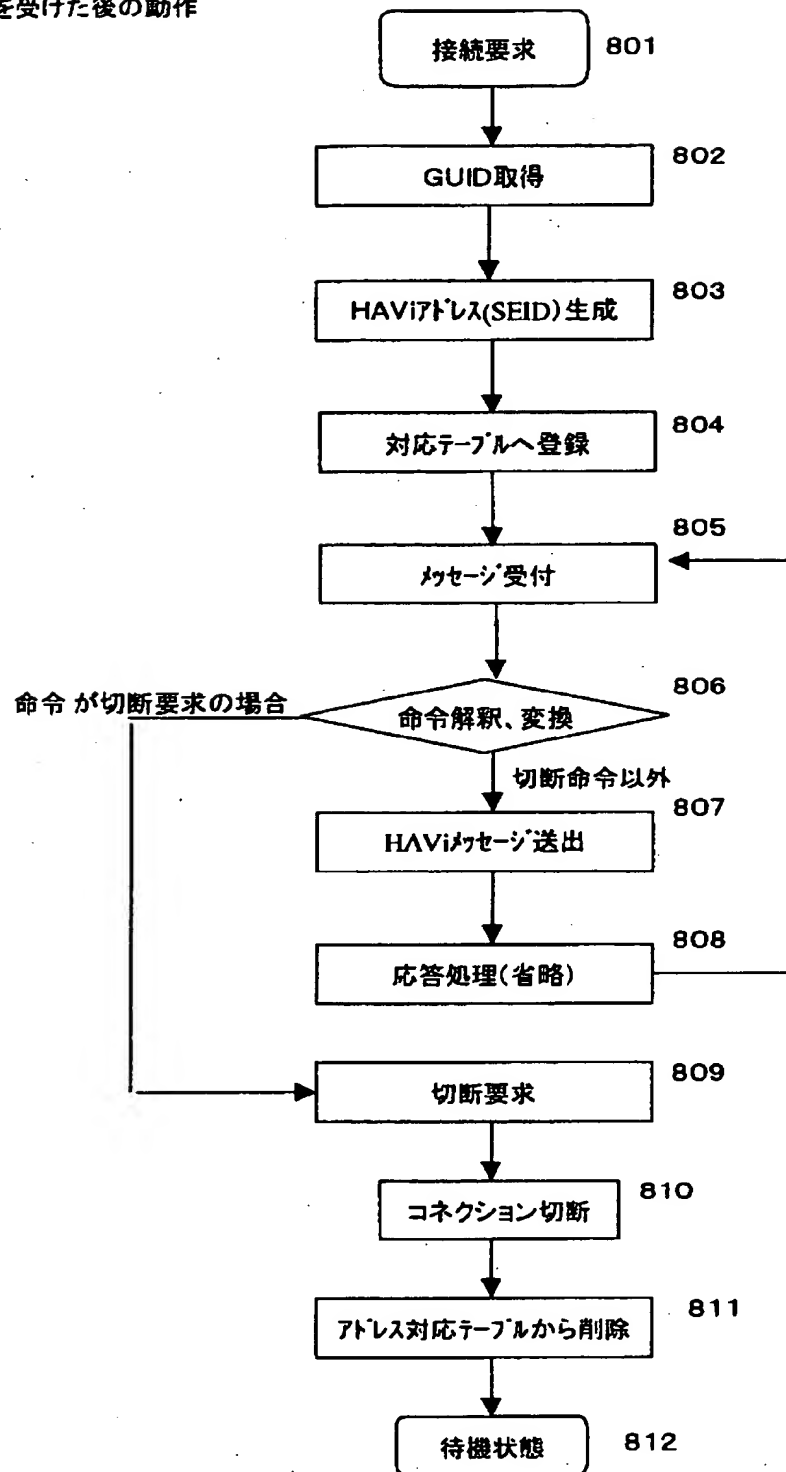 を受けた後の動作
接続要求 801
802
GUID取得
803
HAViｱﾄﾞﾚｽ(SEID)生成
804
対応ﾃｰﾌﾞﾙへ登録
805
ﾒｯｾｰｼﾞ受付
806
命令 が切断要求の場合
命令解釈、変換
切断命令以外
807
HAViﾒｯｾｰｼﾞ送出
808
応答処理(省略)
809
切断要求
810
コネクション切断
811
ｱﾄﾞﾚｽ対応ﾃｰﾌﾞﾙから削除
待機状態 812